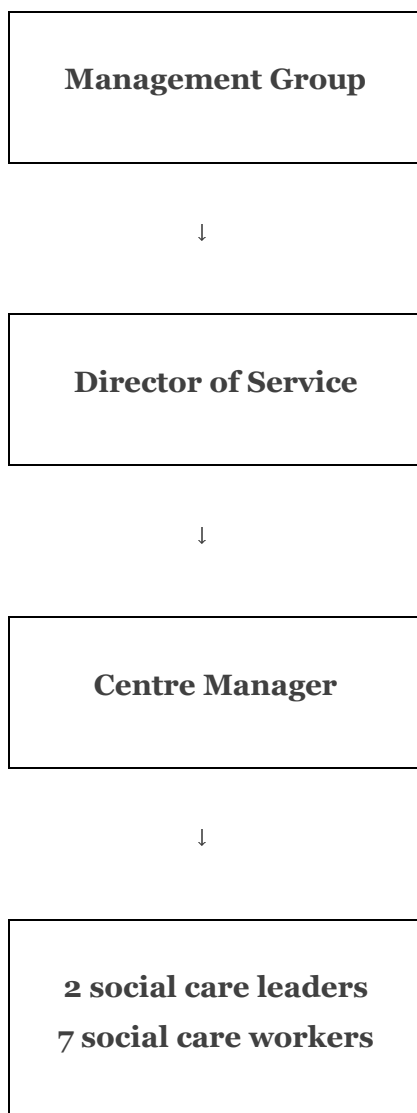 Management Group
↓
Director of Service
↓
Centre Manager
↓
2 social care leaders
7 social care workers